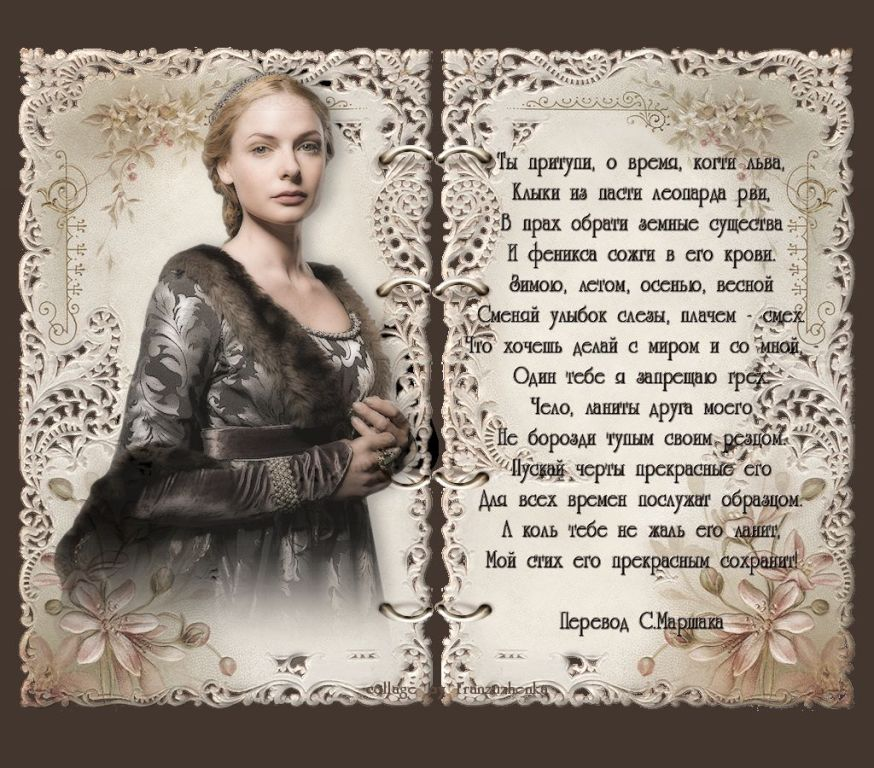 Ты притупи, о время, когти льва,
Клыки из пасти леопарда рви,
В прах обрати земные существа
И феникса сожги в его крови.
Зимою, летом, осенью, весной
Сменяй улыбок слезы, плачем - смех.
Что хочешь делай с миром и со мной,
Один тебе я запрещаю грех.
Чело, ланиты друга моего
Не борозди тупым своим резцом.
Пускай черты прекрасные его
Для всех времен послужат образцом.
А коль тебе не жаль его ланит,
Мой стих его прекрасным сохранит!
Перевод С.Маршака
collage by franzuzhenka